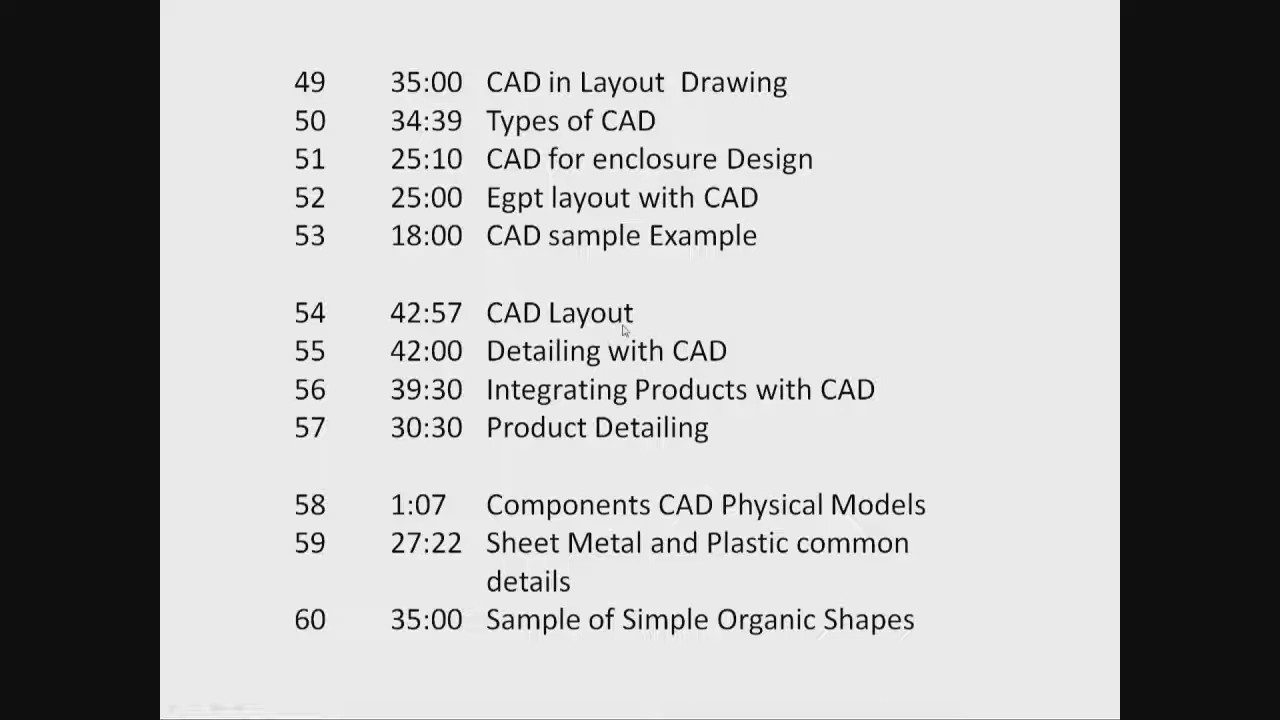 49 35:00 CAD in Layout  Drawing
50 34:39 Types of CAD
51 25:10 CAD for enclosure Design
52 25:00 Egpt layout with CAD
53 18:00 CAD sample Example
54 42:57 CAD Layout
55 42:00 Detailing with CAD
56 39:30 Integrating Products with CAD
57 30:30 Product Detailing
58 1:07 Components CAD Physical Models
59 27:22 Sheet Metal and Plastic common
details
60 35:00 Sample of Simple Organic Shapes